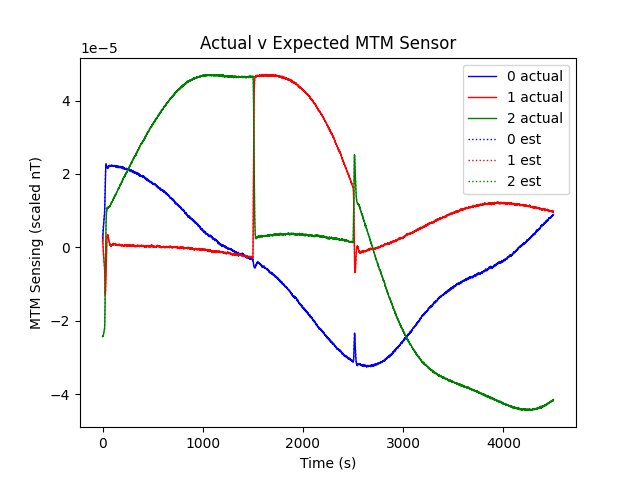 Actual v Expected MTM Sensor
1e−5
MTM Sensing (scaled nT)
4
2
0
−2
−4
0 actual
1 actual
2 actual
0 est
1 est
2 est
0 1000 2000 3000 4000
Time (s)